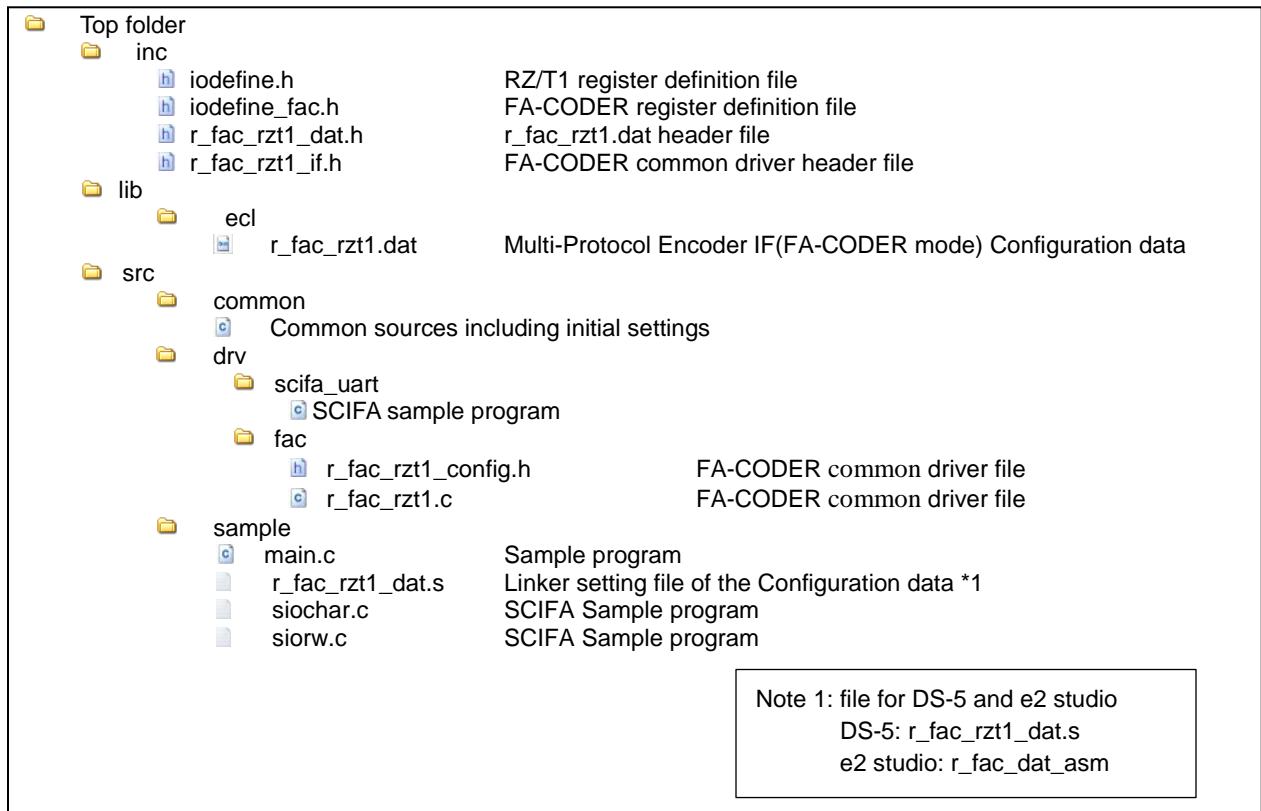 Top folder
inc
iodefine.h RZ/T1 register definition file
iodefine_fac.h FA-CODER register definition file
r_fac_rzt1_dat.h r_fac_rzt1.dat header file
r_fac_rzt1_if.h FA-CODER common driver header file
lib
ecl
r_fac_rzt1.dat Multi-Protocol Encoder IF(FA-CODER mode) Configuration data
src
common
Common sources including initial settings
drv
scifa_uart
SCIFA sample program
fac
r_fac_rzt1_config.h FA-CODER common driver file
r_fac_rzt1.c FA-CODER common driver file
sample
main.c Sample program
r_fac_rzt1_dat.s Linker setting file of the Configuration data *1
siochar.c SCIFA Sample program
siorw.c SCIFA Sample program
Note 1: file for DS-5 and e2 studio
DS-5: r_fac_rzt1_dat.s
e2 studio: r_fac_dat_asm